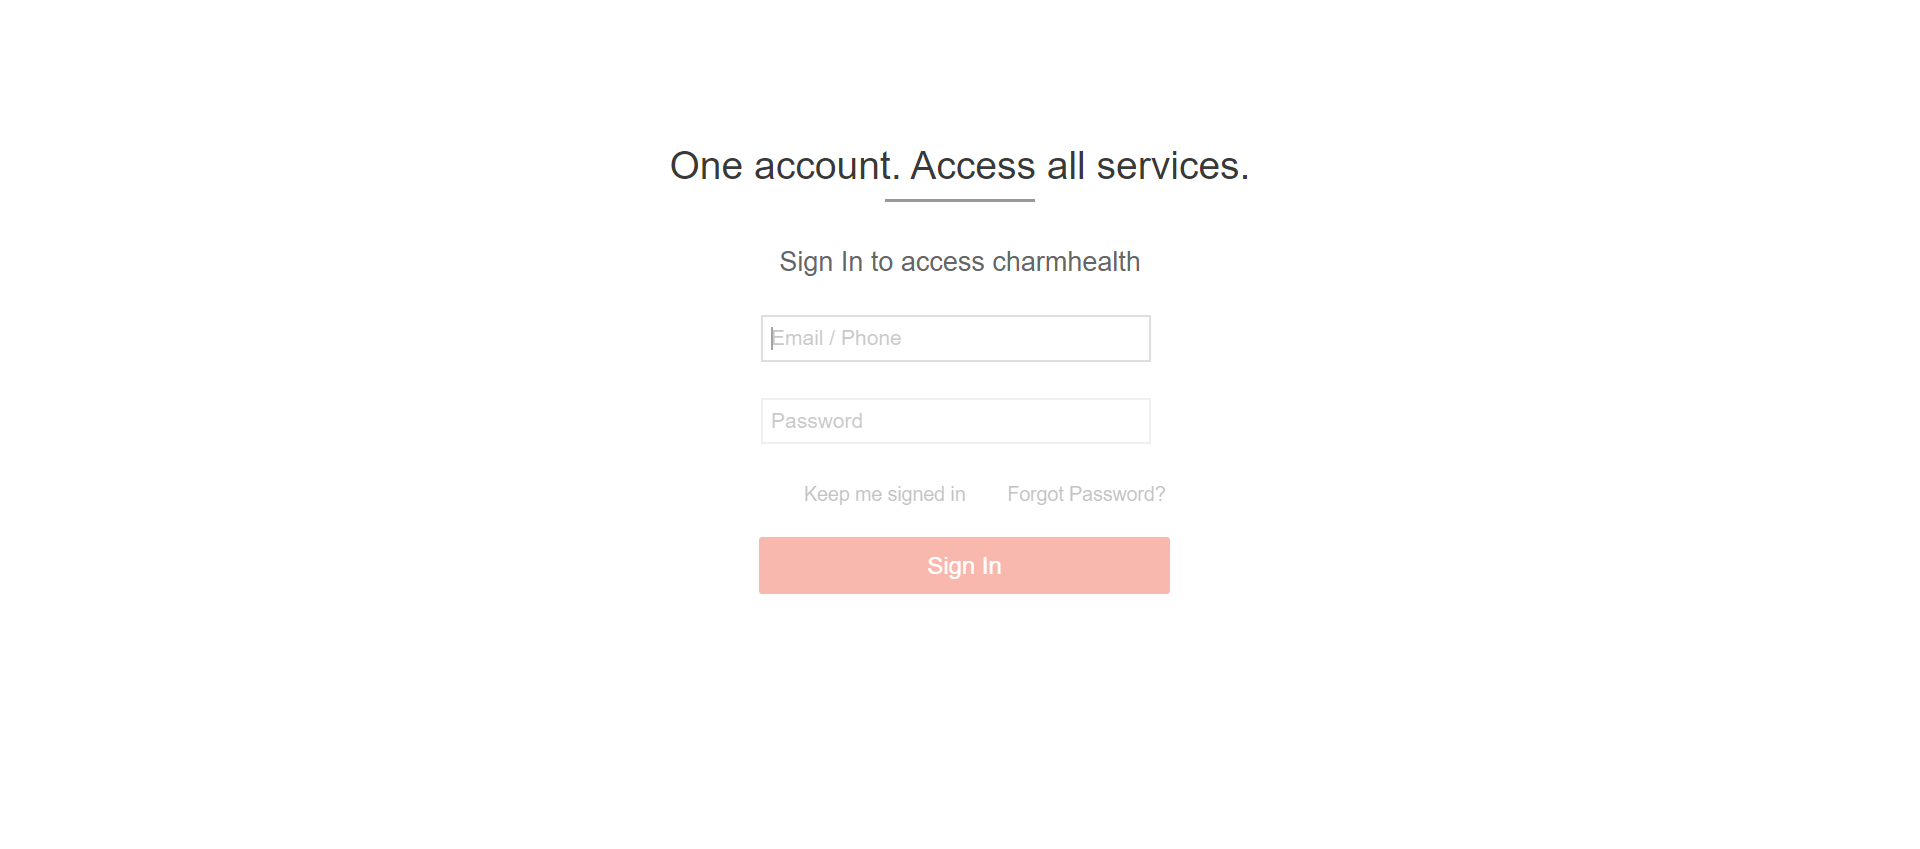 One account. Access all services.
Sign In to access charmhealth
Email / Phone
Password
Keep me signed in Forgot Password?
Sign In